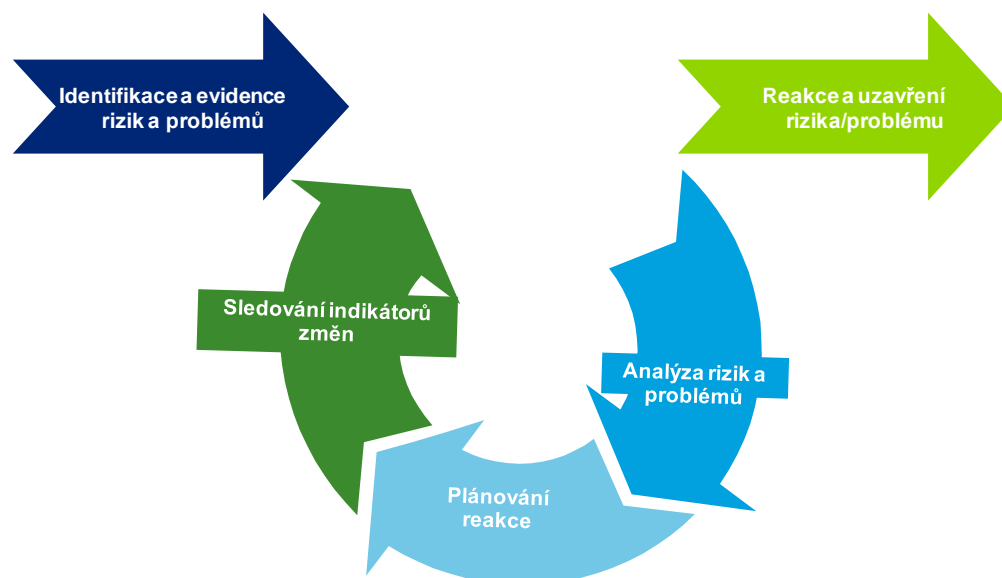 Identifikace a evidence
rizik a problémů
Reakce a uzavření
rizika/problému
Sledování indikátorů
změn
Analýza rizik a
problémů
Plánování
reakce